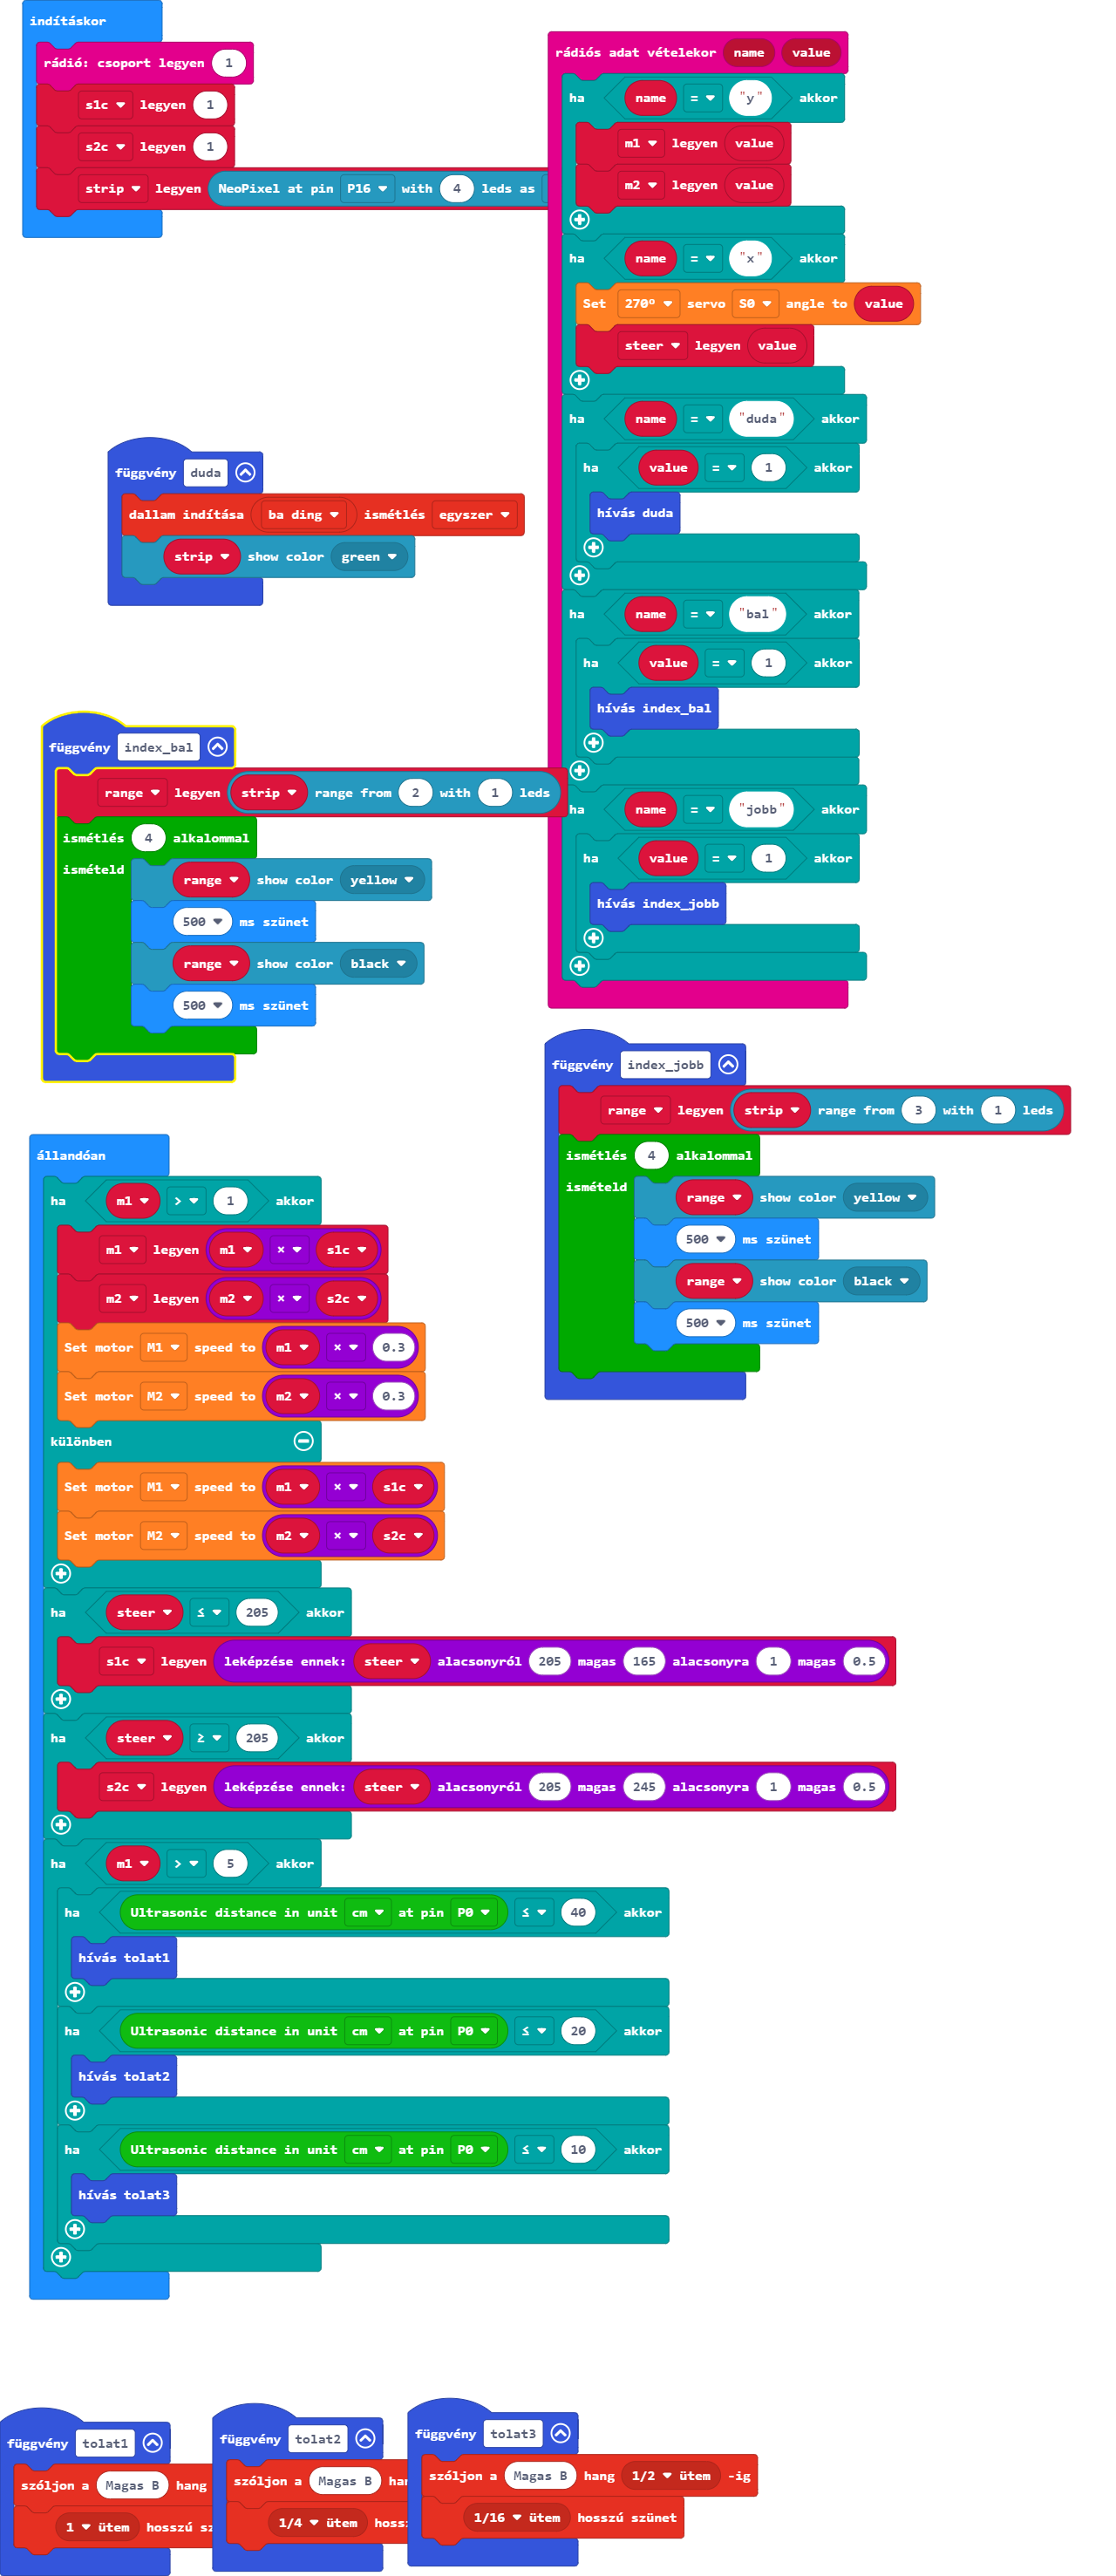 indításkor
rádió: csoport legyen 1
s1c legyen 1
s2c legyen 1
strip legyen NeoPixel at pin P16 with 4 leds as
rádiós adat vételekor name value
ha name = "y" akkor
m1 legyen value
m2 legyen value
ha name = "x" akkor
Set 270° servo S0 angle to value
steer legyen value
ha name = "duda" akkor
ha value = 1 akkor
hívás duda
ha name = "bal" akkor
ha value = 1 akkor
hívás index_bal
ha name = "jobb" akkor
ha value = 1 akkor
hívás index_jobb
függvény duda
dallam indítása ba ding ismétlés egyszer
strip show color green
függvény index_bal
range legyen strip range from 2 with 1 leds
ismétlés 4 alkalommal
ismételd
range show color yellow
500 ms szünet
range show color black
500 ms szünet
függvény index_jobb
range legyen strip range from 3 with 1 leds
ismétlés 4 alkalommal
ismételd
range show color yellow
500 ms szünet
range show color black
500 ms szünet
állandóan
ha m1 > 1 akkor
m1 legyen m1 × s1c
m2 legyen m2 × s2c
Set motor M1 speed to m1 × 0.3
Set motor M2 speed to m2 × 0.3
különben
Set motor M1 speed to m1 × s1c
Set motor M2 speed to m2 × s2c
ha steer ≤ 205 akkor
s1c legyen leképzése ennek: steer alacsonyról 205 magas 165 alacsonyra 1 magas 0.5
ha steer ≥ 205 akkor
s2c legyen leképzése ennek: steer alacsonyról 205 magas 245 alacsonyra 1 magas 0.5
ha m1 > 5 akkor
ha Ultrasonic distance in unit cm at pin P0 ≤ 40 akkor
hívás tolat1
ha Ultrasonic distance in unit cm at pin P0 ≤ 20 akkor
hívás tolat2
ha Ultrasonic distance in unit cm at pin P0 ≤ 10 akkor
hívás tolat3
függvény tolat1
szóljon a Magas B hang
1 ütem hosszú
függvény tolat2
szóljon a Magas B
1/4 ütem
függvény tolat3
szóljon a Magas B hang 1/2 ütem -ig
1/16 ütem hosszú szünet